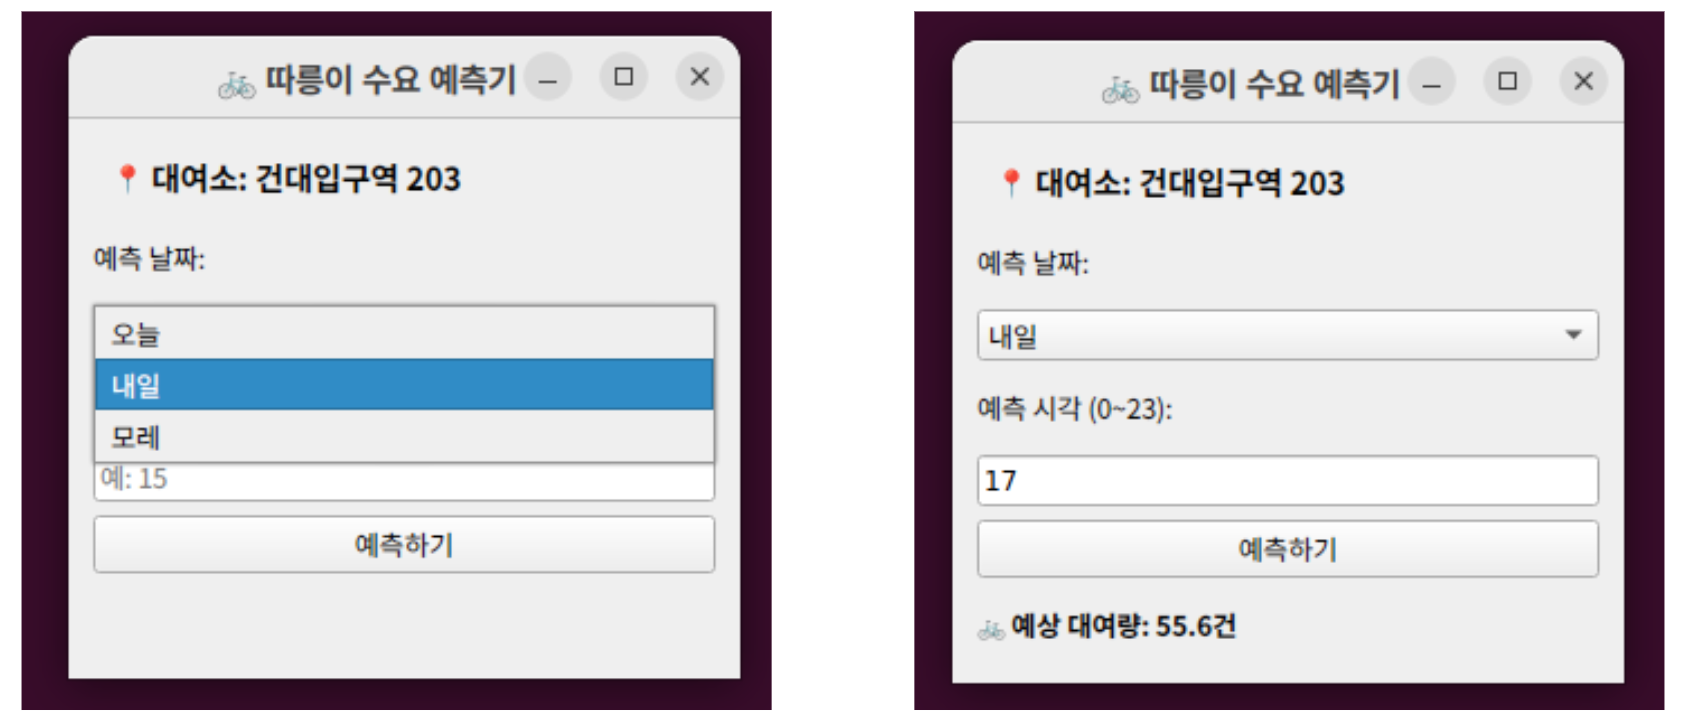 따릉이 수요 예측기
대여소: 건대입구역 203
예측 날짜:
오늘
내일
모레
예: 15
예측하기
따릉이 수요 예측기
대여소: 건대입구역 203
예측 날짜:
내일
예측 시각 (0~23):
17
예측하기
예상 대여량: 55.6건